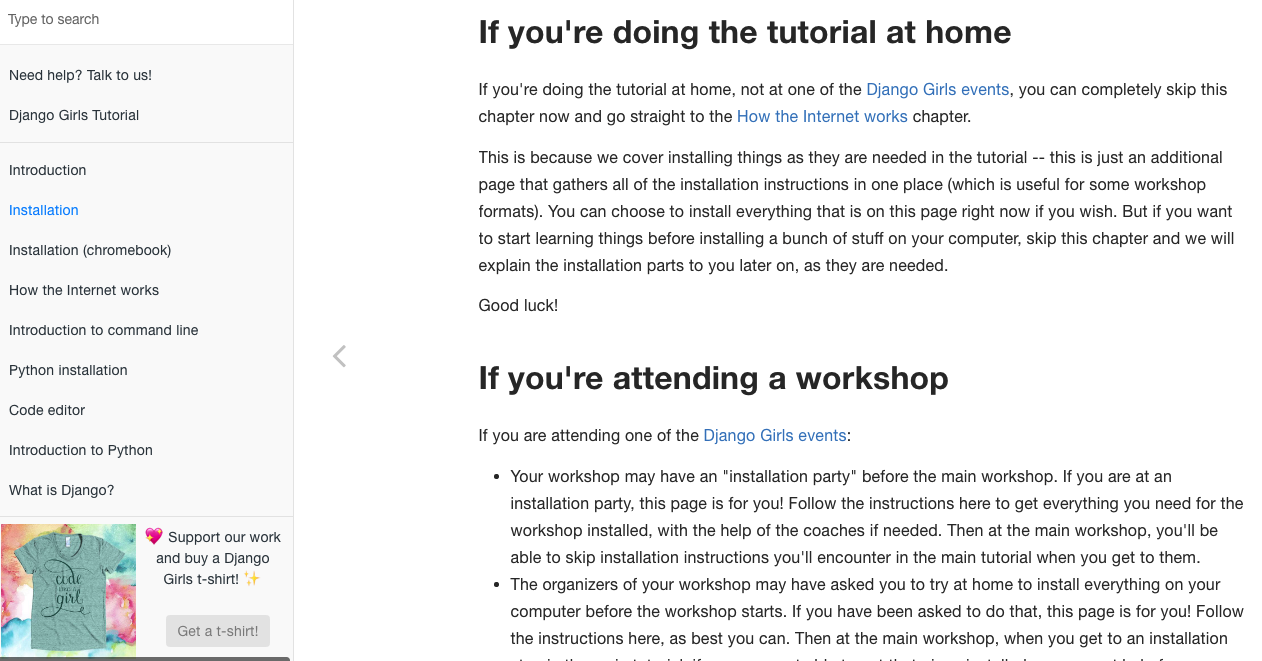 Type to search
Need help? Talk to us!
Django Girls Tutorial
Introduction
Installation
Installation (chromebook)
How the Internet works
Introduction to command line
Python installation
Code editor
Introduction to Python
What is Django?
code
like a
girl
💖 Support our work
and buy a Django
Girls t-shirt! ✨
Get a t-shirt!
If you're doing the tutorial at home
If you're doing the tutorial at home, not at one of the Django Girls events, you can completely skip this
chapter now and go straight to the How the Internet works chapter.
This is because we cover installing things as they are needed in the tutorial -- this is just an additional
page that gathers all of the installation instructions in one place (which is useful for some workshop
formats). You can choose to install everything that is on this page right now if you wish. But if you want
to start learning things before installing a bunch of stuff on your computer, skip this chapter and we will
explain the installation parts to you later on, as they are needed.
Good luck!
If you're attending a workshop
If you are attending one of the Django Girls events:
• Your workshop may have an "installation party" before the main workshop. If you are at an
installation party, this page is for you! Follow the instructions here to get everything you need for the
workshop installed, with the help of the coaches if needed. Then at the main workshop, you'll be
able to skip installation instructions you'll encounter in the main tutorial when you get to them.
• The organizers of your workshop may have asked you to try at home to install everything on your
computer before the workshop starts. If you have been asked to do that, this page is for you! Follow
the instructions here, as best you can. Then at the main workshop, when you get to an installation